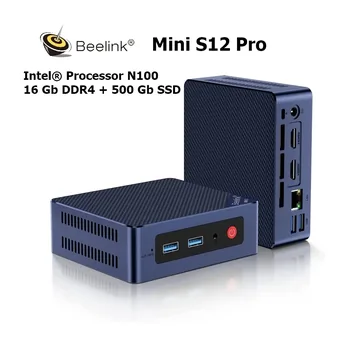 Beelink® Mini S12 Pro
Intel® Processor N100
16 Gb DDR4 + 500 Gb SSD